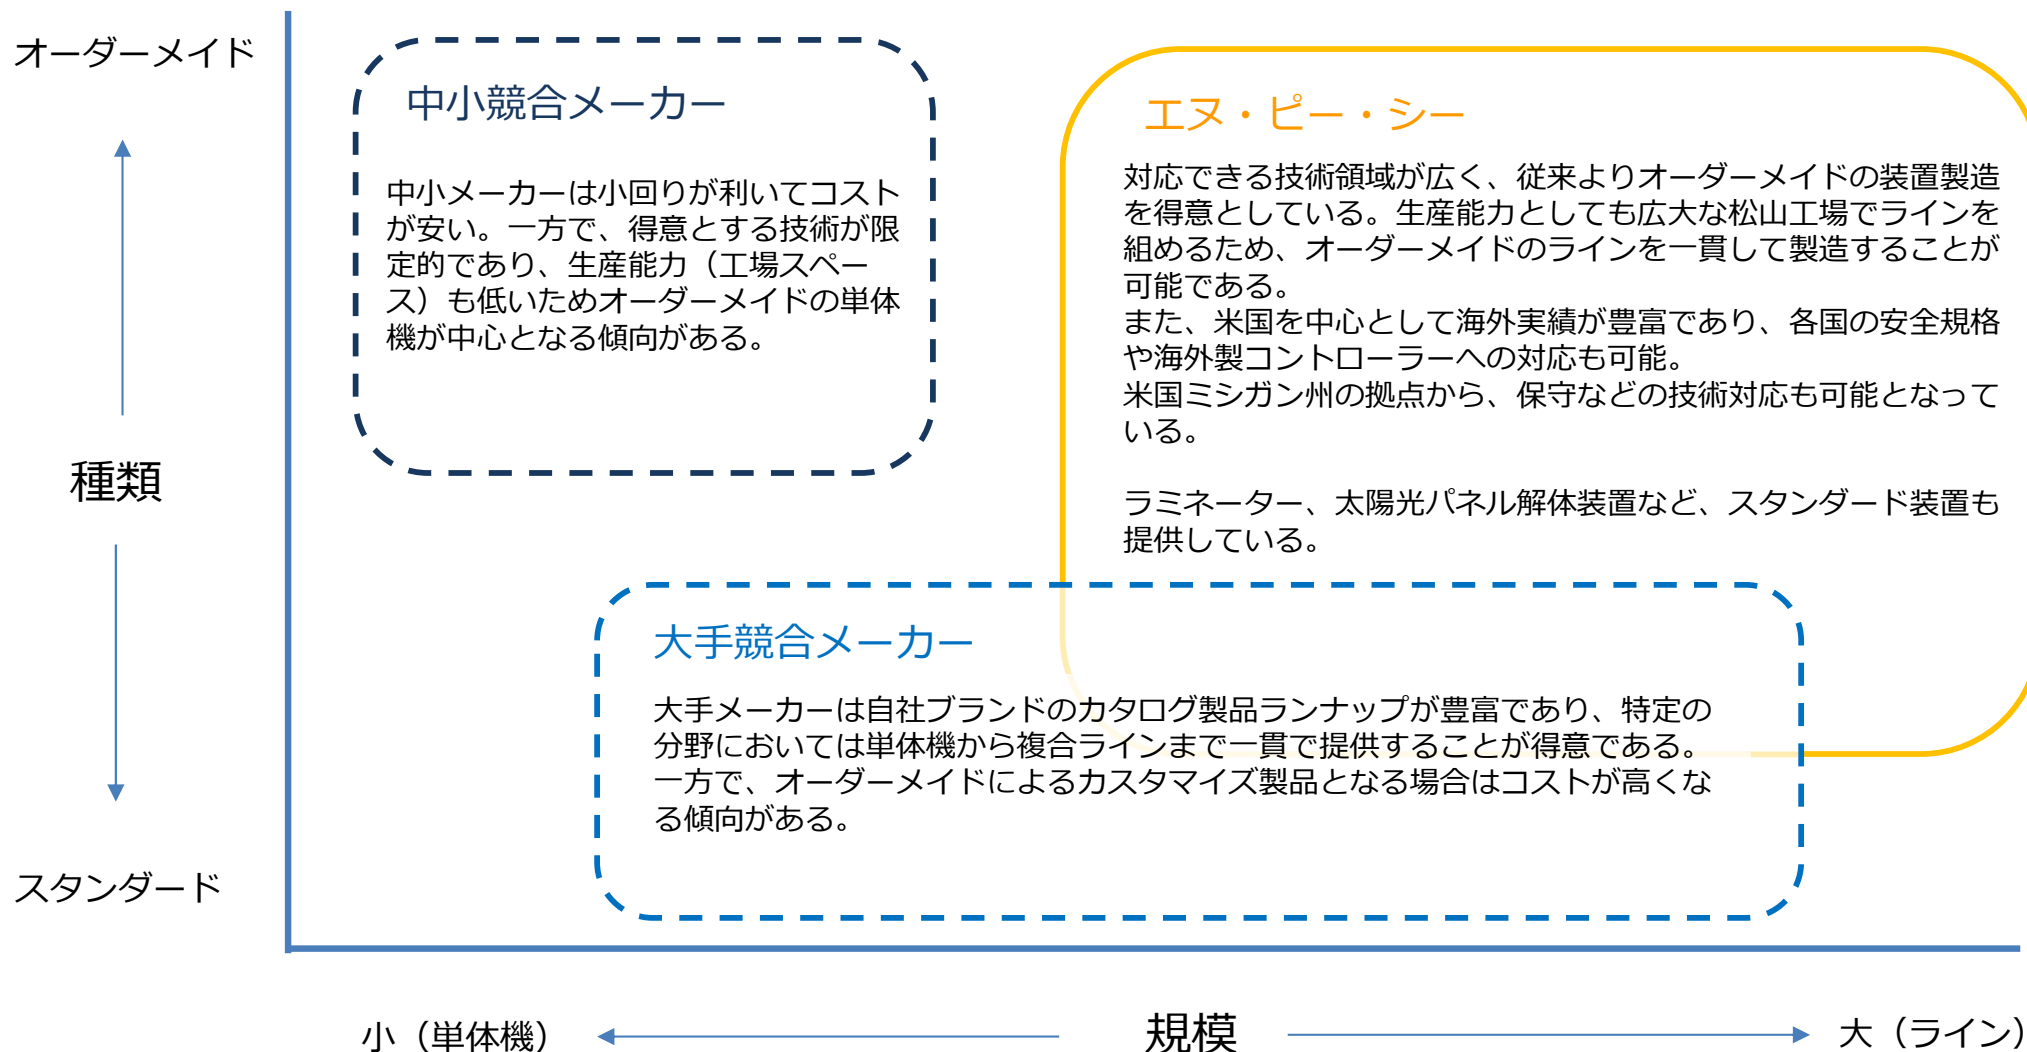 オーダーメイド
種類
スタンダード
中小競合メーカー
中小メーカーは小回りが利いてコスト
が安い。一方で、得意とする技術が限
定的であり、生産能力（工場スペー
ス）も低いためオーダーメイドの単体
機が中心となる傾向がある。
エヌ・ピー・シー
対応できる技術領域が広く、従来よりオーダーメイドの装置製造
を得意としている。生産能力としても広大な松山工場でラインを
組めるため、オーダーメイドのラインを一貫して製造することが
可能である。
また、米国を中心として海外実績が豊富であり、各国の安全規格
や海外製コントローラーへの対応も可能。
米国ミシガン州の拠点から、保守などの技術対応も可能となって
いる。
ラミネーター、太陽光パネル解体装置など、スタンダード装置も
提供している。
大手競合メーカー
大手メーカーは自社ブランドのカタログ製品ランナップが豊富であり、特定の
分野においては単体機から複合ラインまで一貫で提供することが得意である。
一方で、オーダーメイドによるカスタマイズ製品となる場合はコストが高くな
る傾向がある。
小（単体機）
規模
大（ライン）